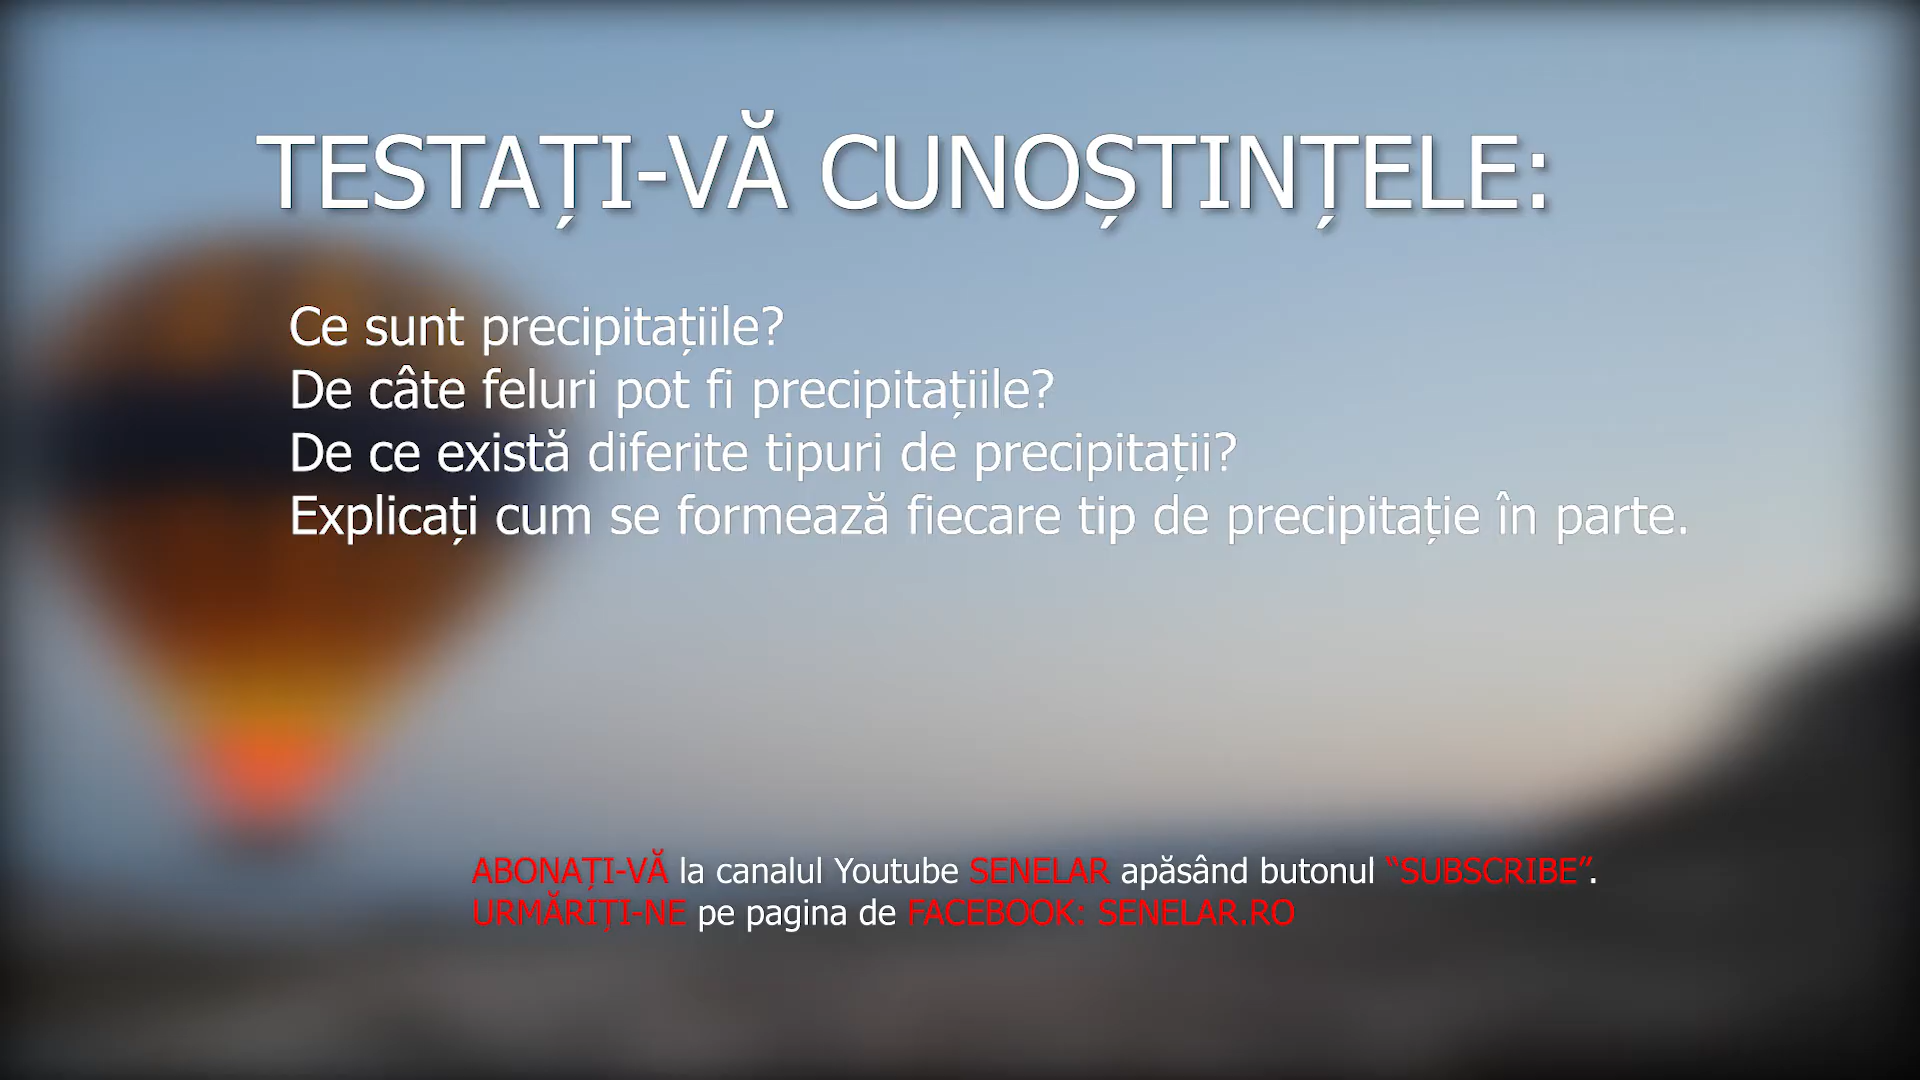 TESTAȚI-VĂ CUNOȘTINȚELE:
Ce sunt precipitațiile?
De câte feluri pot fi precipitațiile?
De ce există diferite tipuri de precipitații?
Explicați cum se formează fiecare tip de precipitație în parte.
ABONAȚI-VĂ la canalul Youtube SENELAR apăsând butonul “SUBSCRIBE”.
URMĂRIȚI-NE pe pagina de FACEBOOK: SENELAR.RO